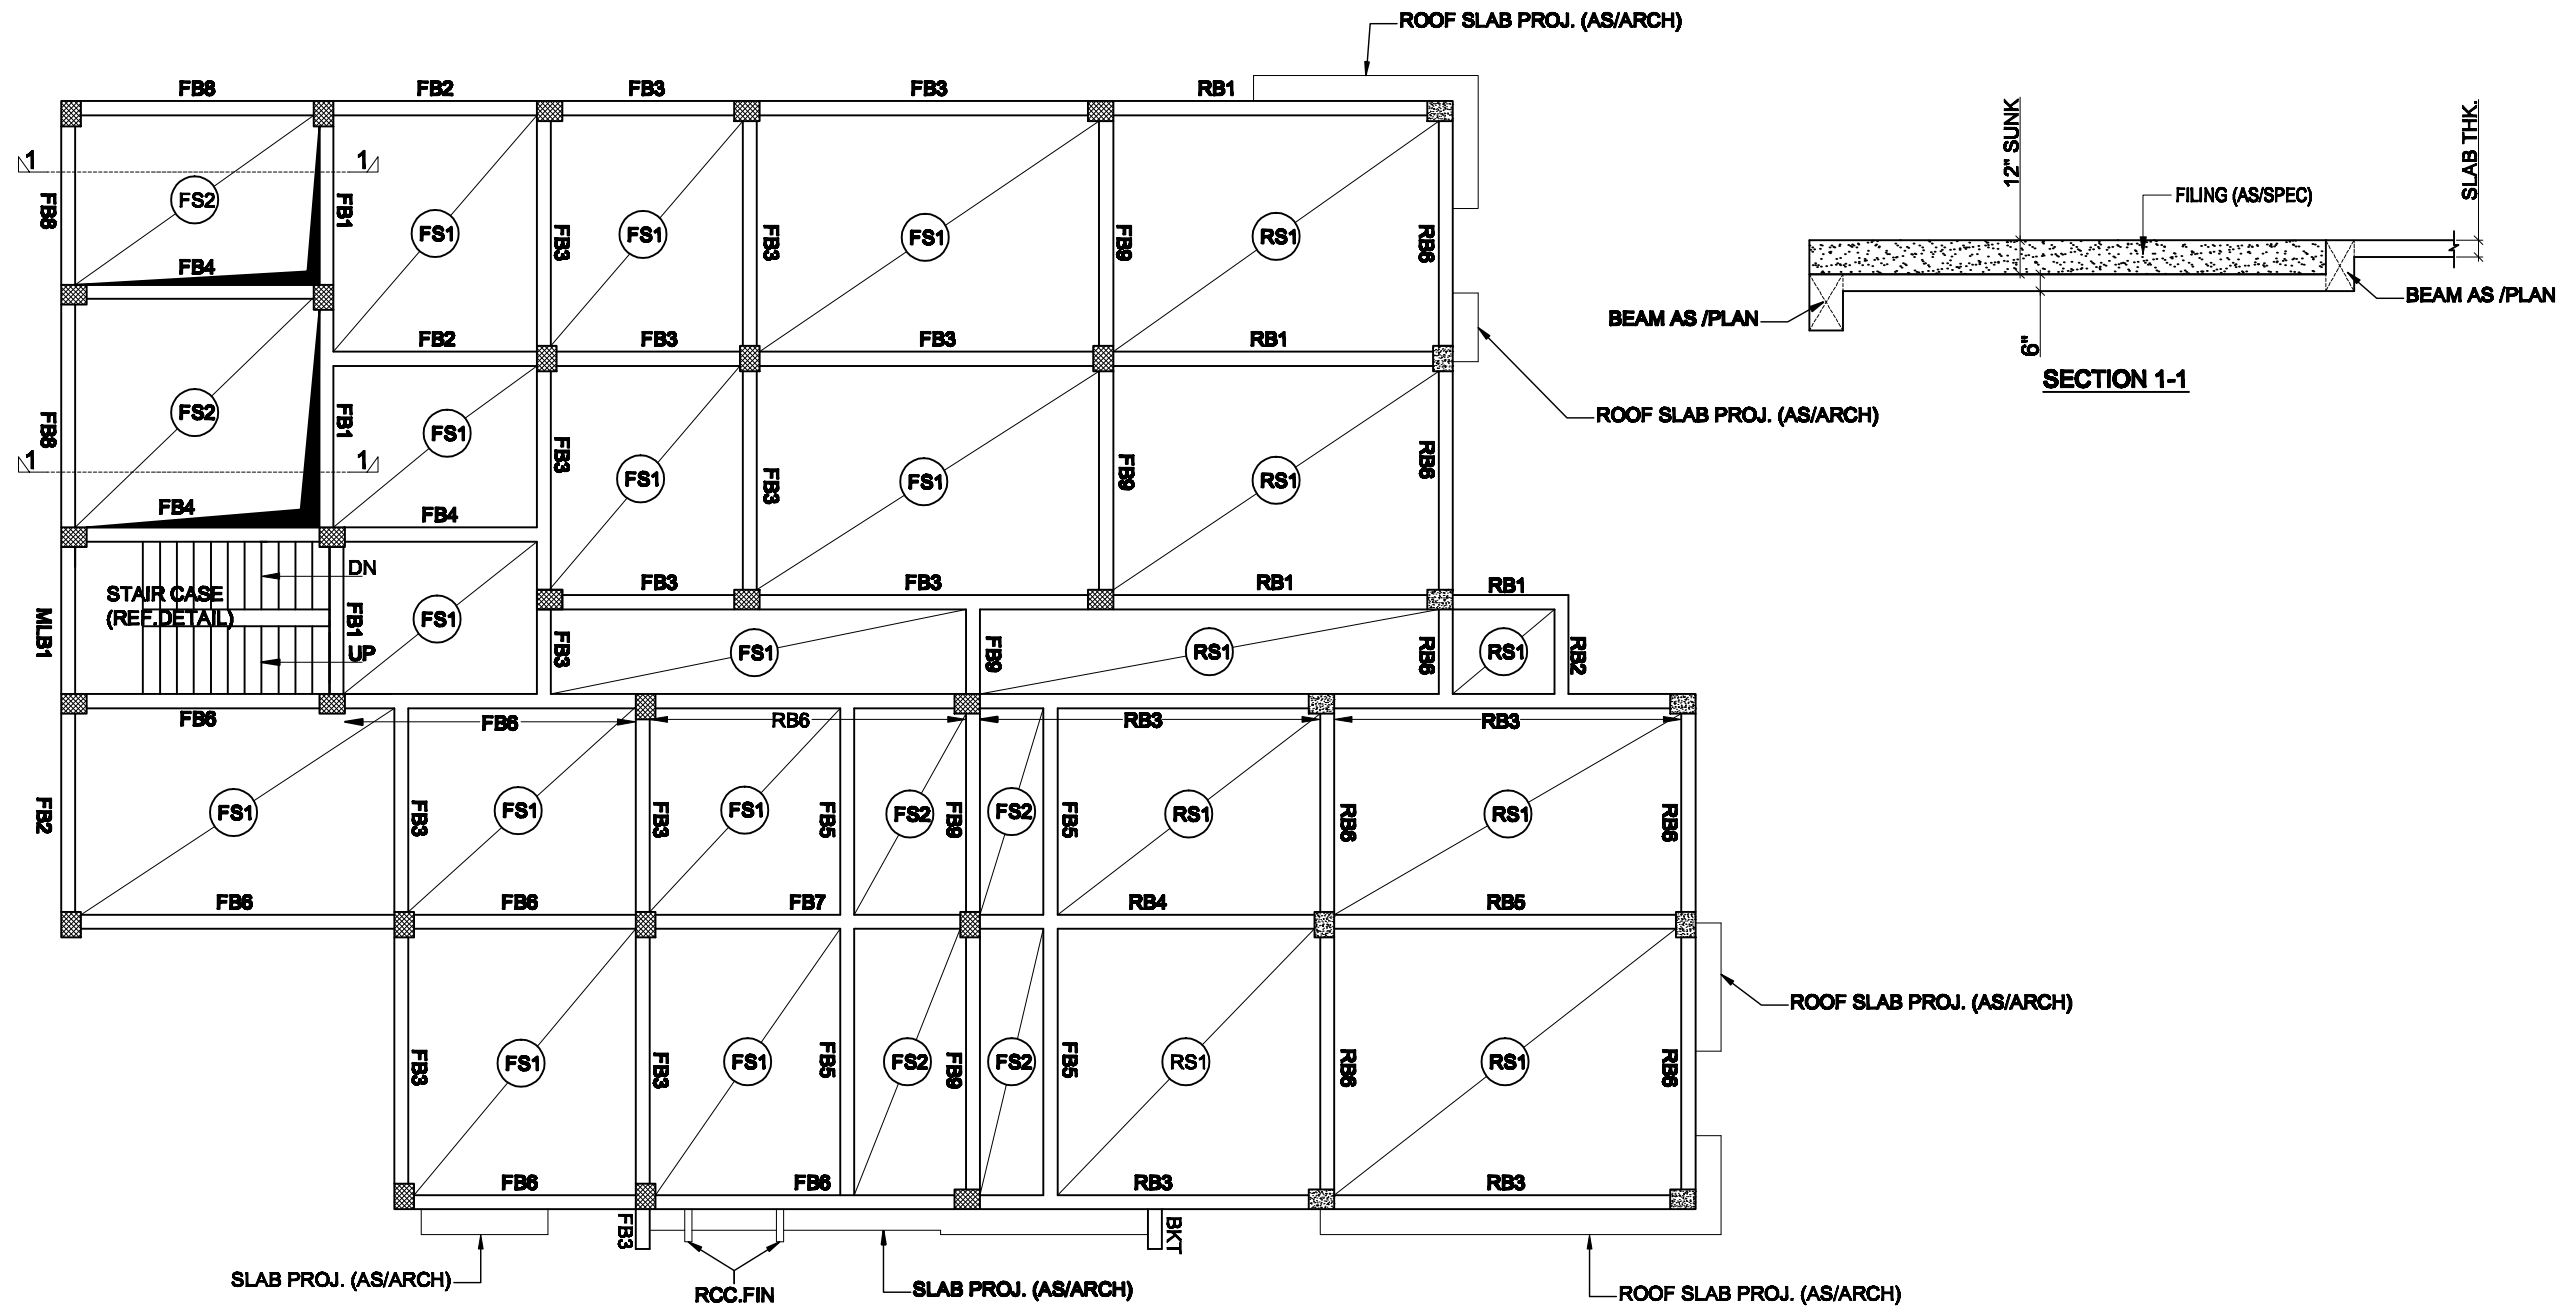 ROOF SLAB PROJ. (AS/ARCH)
FB8
FB2
FB3
FB3
RB1
12" SUNK
SLAB THK.
1
1
FILING (AS/SPEC)
FB8
FS2
FB1
FS1
FB3
FS1
FB3
FS1
FB9
RS1
RB6
FB4
BEAM AS /PLAN
BEAM AS /PLAN
6"
FB2
FB3
FB3
RB1
SECTION 1-1
ROOF SLAB PROJ. (AS/ARCH)
FB8
FS2
FB1
FS1
FB3
FS1
FB3
FS1
FB9
RS1
RB6
1
1
FB4
FB4
DN
STAIR CASE
(REF.DETAIL)
FB3
FB3
RB1
RB1
MLB1
UP
FB1
FS1
FB3
FS1
FB9
RS1
RB6
RS1
RB2
FB6
FB6
RB6
RB3
RB3
FB2
FS1
FB3
FS1
FB3
FS1
FB5
FS2
FB9
FS2
FB5
RS1
RB6
RS1
RB6
FB6
FB6
FB7
RB4
RB5
ROOF SLAB PROJ. (AS/ARCH)
FB3
FS1
FB3
FS1
FB5
FS2
FB9
FS2
FB5
RS1
RB6
RS1
RB6
FB6
FB6
RB3
RB3
FB3
BKT
SLAB PROJ. (AS/ARCH)
RCC.FIN
SLAB PROJ. (AS/ARCH)
ROOF SLAB PROJ. (AS/ARCH)